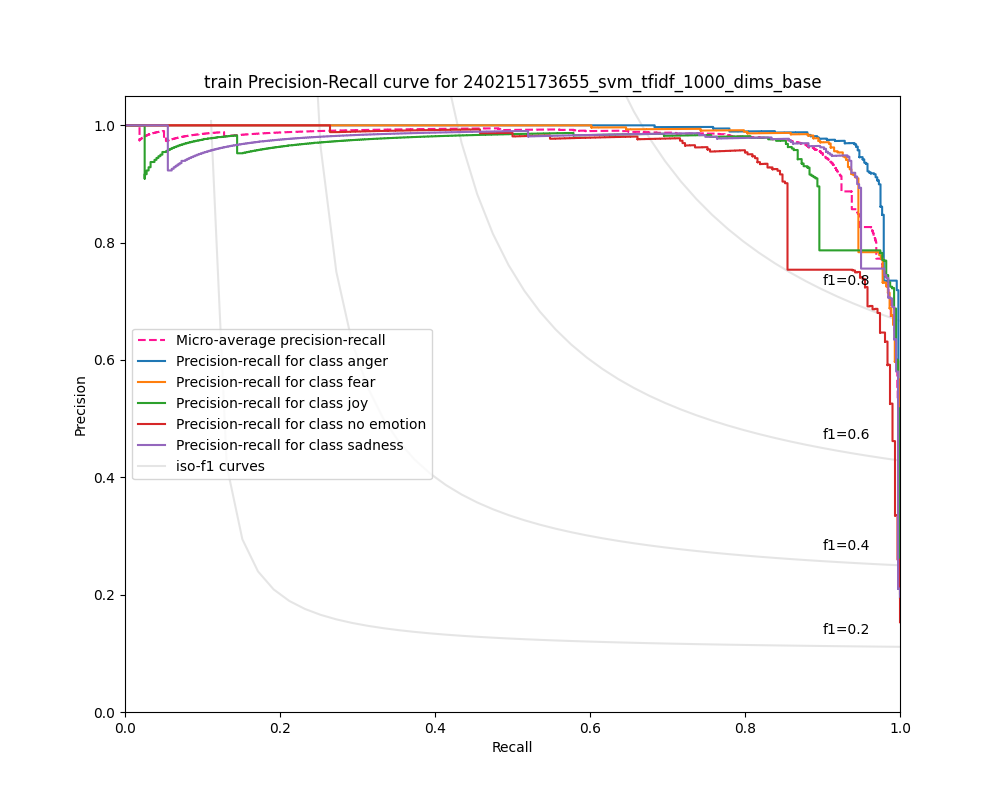 train Precision-Recall curve for 240215173655_svm_tfidf_1000_dims_base
Precision
1.0
0.8
0.6
0.4
0.2
0.0
f1=0.8
f1=0.6
f1=0.4
f1=0.2
Micro-average precision-recall
Precision-recall for class anger
Precision-recall for class fear
Precision-recall for class joy
Precision-recall for class no emotion
Precision-recall for class sadness
iso-f1 curves
0.0 0.2 0.4 0.6 0.8 1.0
Recall